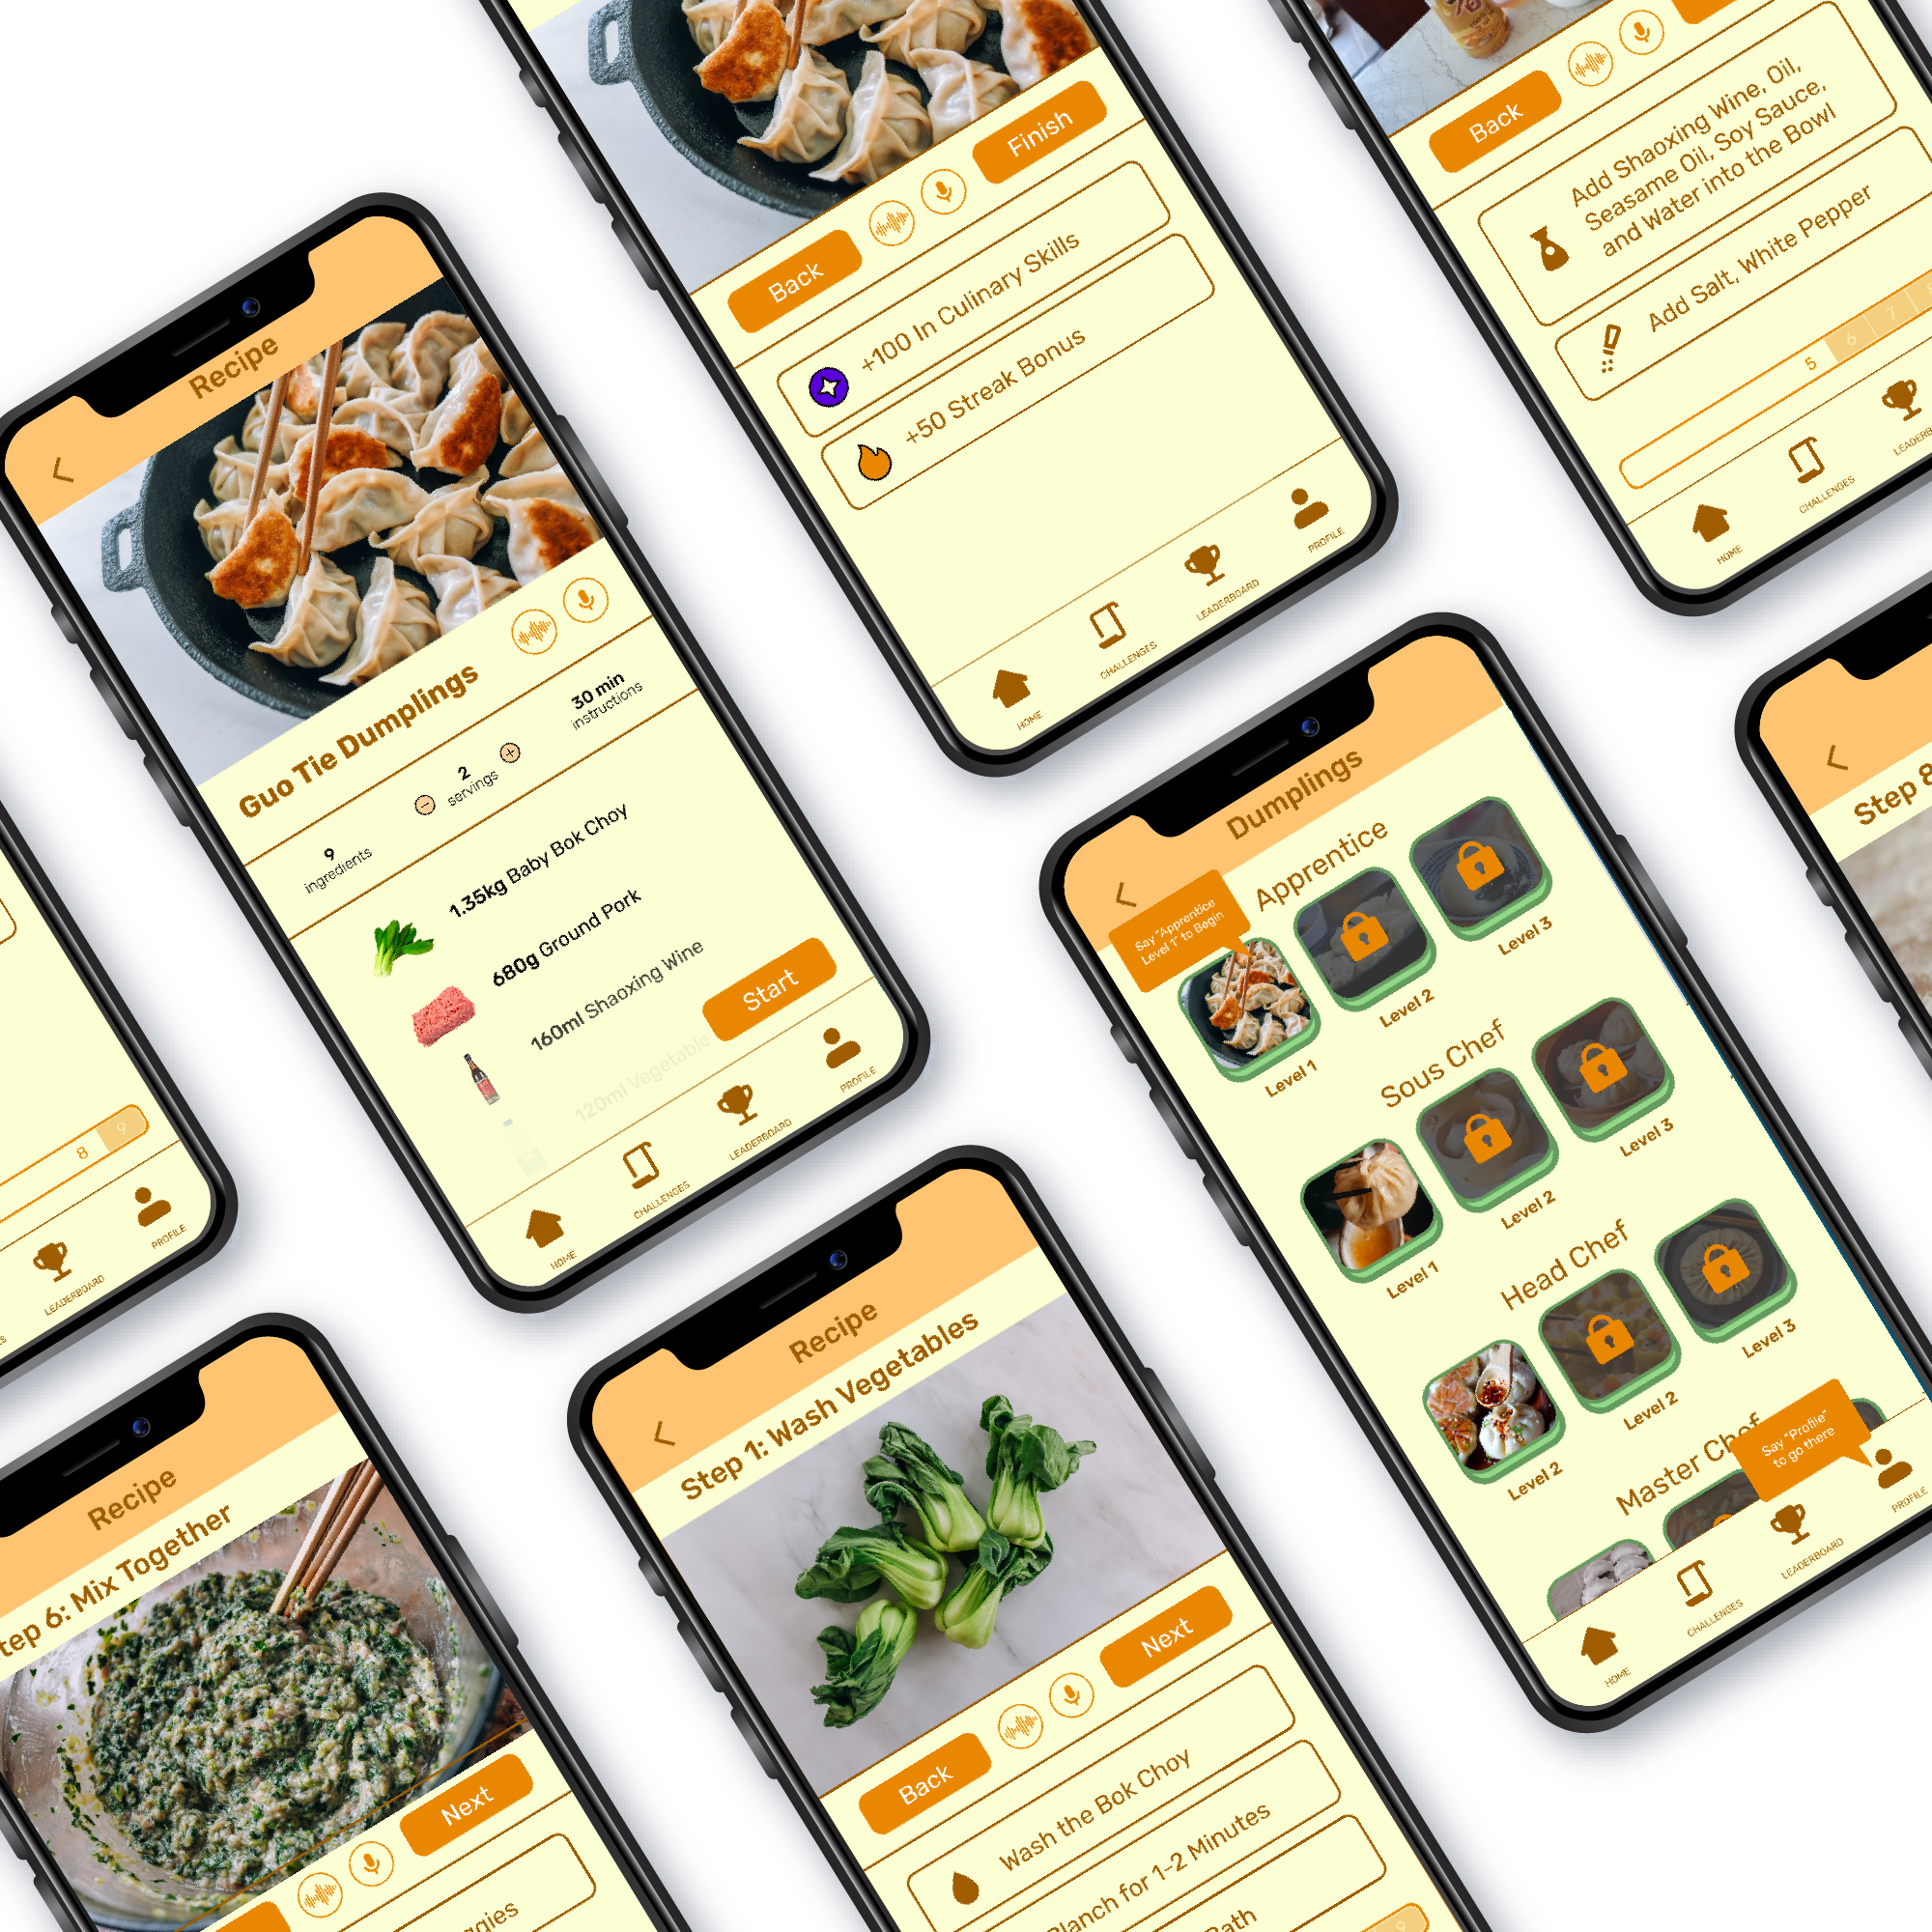 Back
Finish
+100 In Culinary Skills
+50 Streak Bonus
HOME
CHALLENGES
LEADERBOARD
PROFILE
Back
Add Shaoxing Wine, Oil,
Seasame Oil, Soy Sauce,
and Water into the Bowl
Add Salt, White Pepper
5
6
7
HOME
CHALLENGES
Recipe
Guo Tie Dumplings
9
ingredients
2
servings
30 min
instructions
1.35kg Baby Bok Choy
680g Ground Pork
160ml Shaoxing Wine
120ml Vegetable
Start
HOME
CHALLENGES
LEADERBOARD
PROFILE
Dumplings
Say "Apprentice
Level 1" to Begin
Apprentice
Level 1
Level 2
Level 3
Sous Chef
Level 1
Level 2
Level 3
Head Chef
Level 2
Level 2
Level 3
Master Chef
Say "Profile"
to go there
HOME
CHALLENGES
LEADERBOARD
PROFILE
Step 8
8
9
LEADERBOARD
PROFILE
Recipe
tep 6: Mix Together
Next
ggies
Recipe
Step 1: Wash Vegetables
Back
Next
Wash the Bok Choy
Blanch for 1-2 Minutes
Bath
9